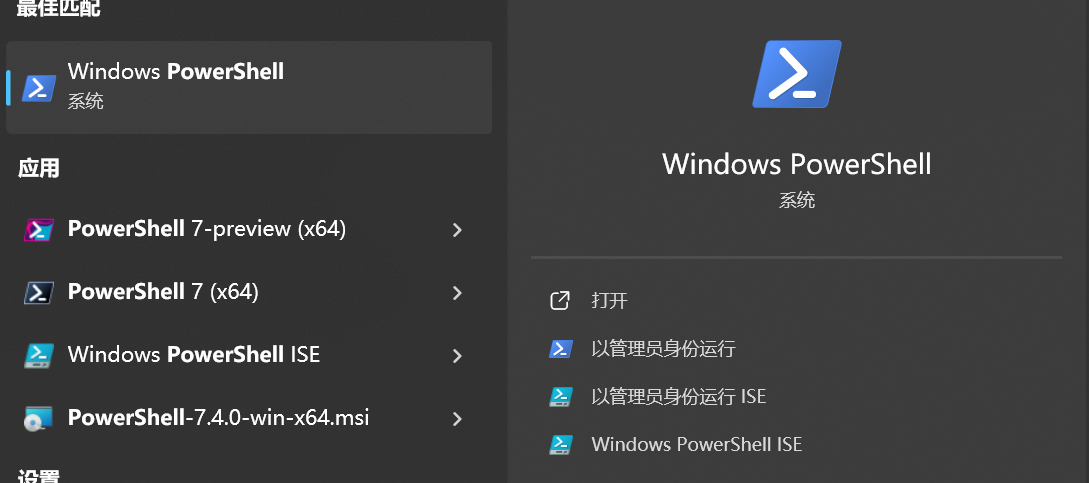 最佳匹配
Windows PowerShell
系统
应用
PowerShell 7-preview (x64)
PowerShell 7 (x64)
Windows PowerShell ISE
PowerShell-7.4.0-win-x64.msi
设置
Windows PowerShell
系统
打开
以管理员身份运行
以管理员身份运行 ISE
Windows PowerShell ISE